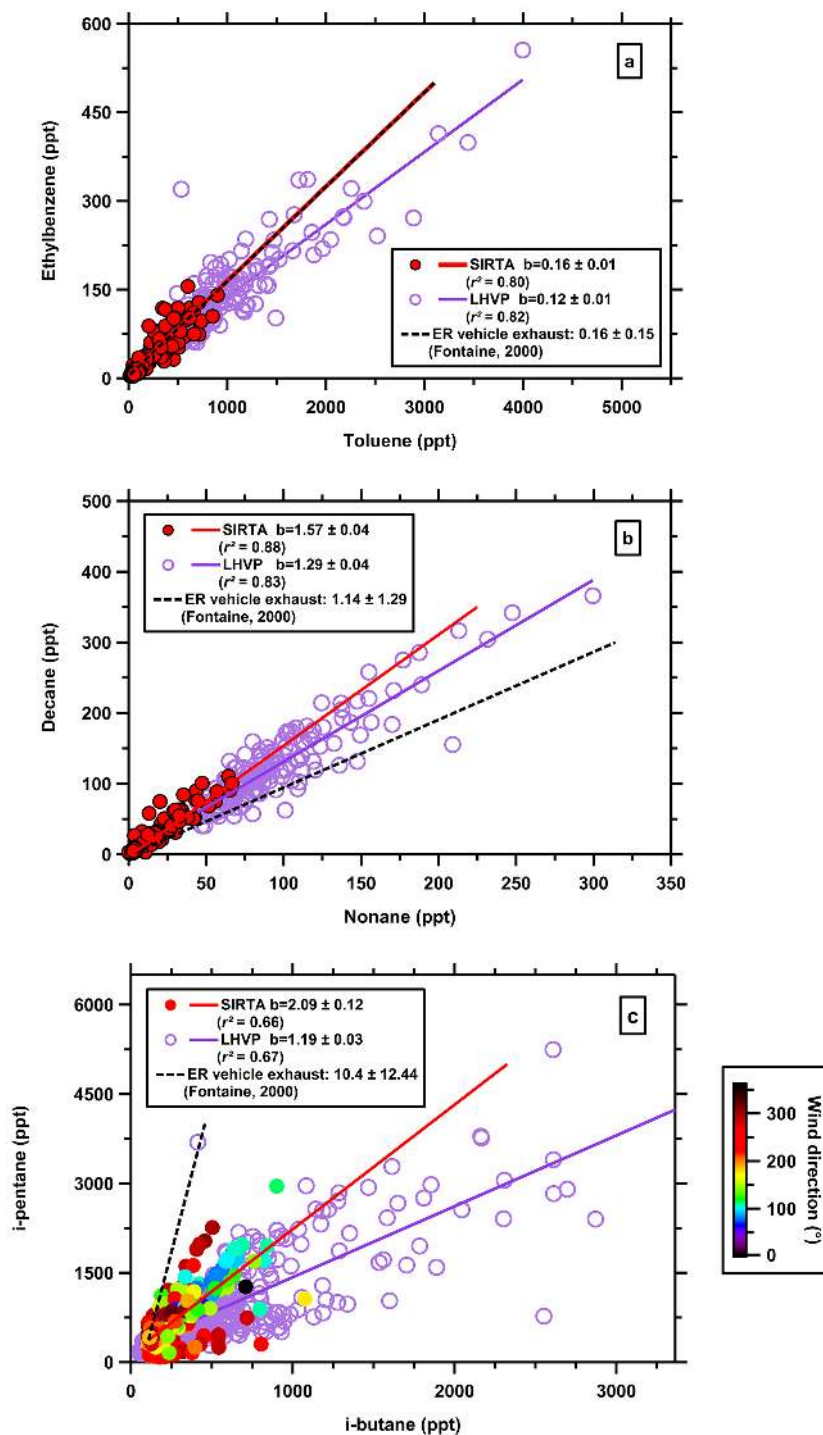 600
450
300
150
0
Ethylbenzene (ppt)
a
SIRTA b=0.16 ± 0.01
(r² = 0.80)
LHVP b=0.12 ± 0.01
(r² = 0.82)
ER vehicle exhaust: 0.16 ± 0.15
(Fontaine, 2000)
0 1000 2000 3000 4000 5000
Toluene (ppt)
500
400
300
200
100
0
Decane (ppt)
b
SIRTA b=1.57 ± 0.04
(r² = 0.88)
LHVP b=1.29 ± 0.04
(r² = 0.83)
ER vehicle exhaust: 1.14 ± 1.29
(Fontaine, 2000)
0 50 100 150 200 250 300 350
Nonane (ppt)
6000
4500
3000
1500
0
i-pentane (ppt)
c
SIRTA b=2.09 ± 0.12
(r² = 0.66)
LHVP b=1.19 ± 0.03
(r² = 0.67)
ER vehicle exhaust: 10.4 ± 12.44
(Fontaine, 2000)
0 1000 2000 3000
i-butane (ppt)
300
200
100
0
Wind direction (°)